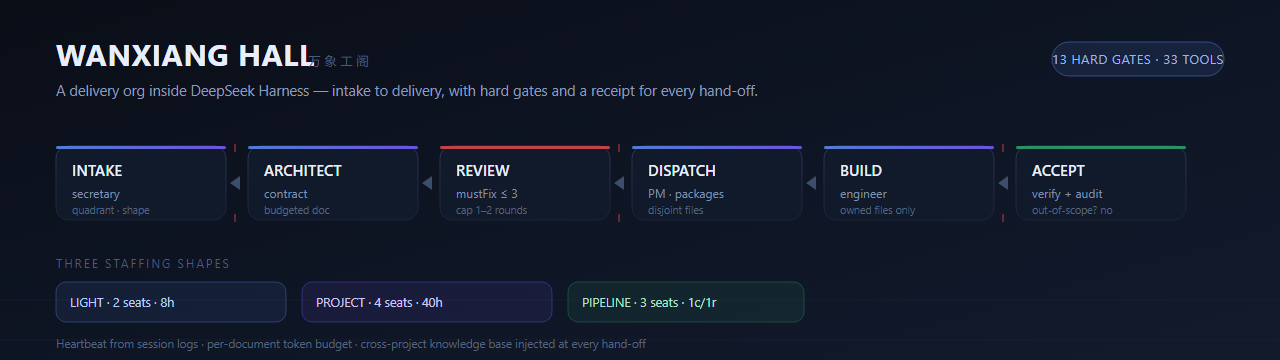 WANXIANG HALL 万象工阁
13 HARD GATES · 33 TOOLS
A delivery org inside DeepSeek Harness — intake to delivery, with hard gates and a receipt for every hand-off.
INTAKE
secretary
quadrant · shape
ARCHITECT
contract
budgeted doc
REVIEW
mustFix ≤ 3
cap 1–2 rounds
DISPATCH
PM · packages
disjoint files
BUILD
engineer
owned files only
ACCEPT
verify + audit
out-of-scope? no
THREE STAFFING SHAPES
LIGHT · 2 seats · 8h
PROJECT · 4 seats · 40h
PIPELINE · 3 seats · 1c/1r
Heartbeat from session logs · per-document token budget · cross-project knowledge base injected at every hand-off